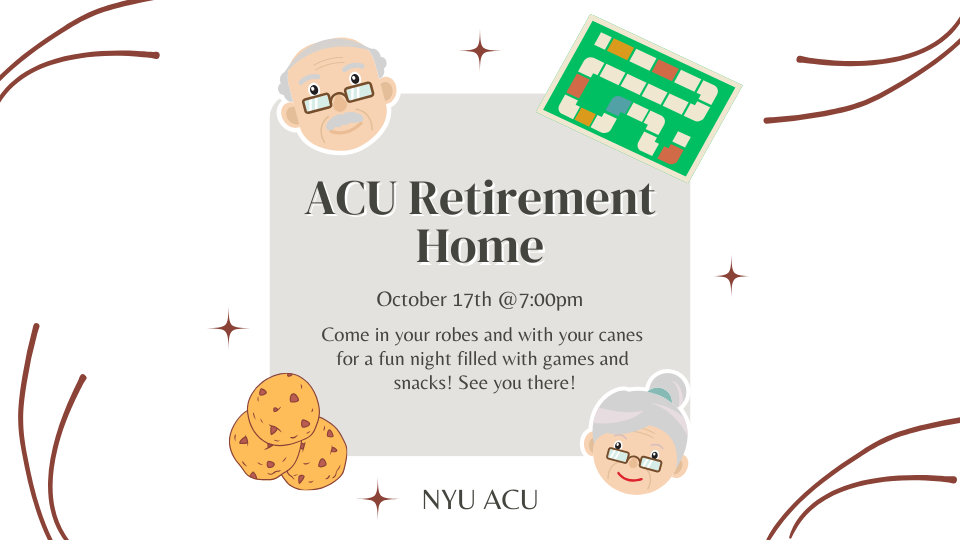 ACU Retirement
Home
October 17th @7:00pm
Come in your robes and with your canes
for a fun night filled with games and
snacks! See you there!
NYU ACU